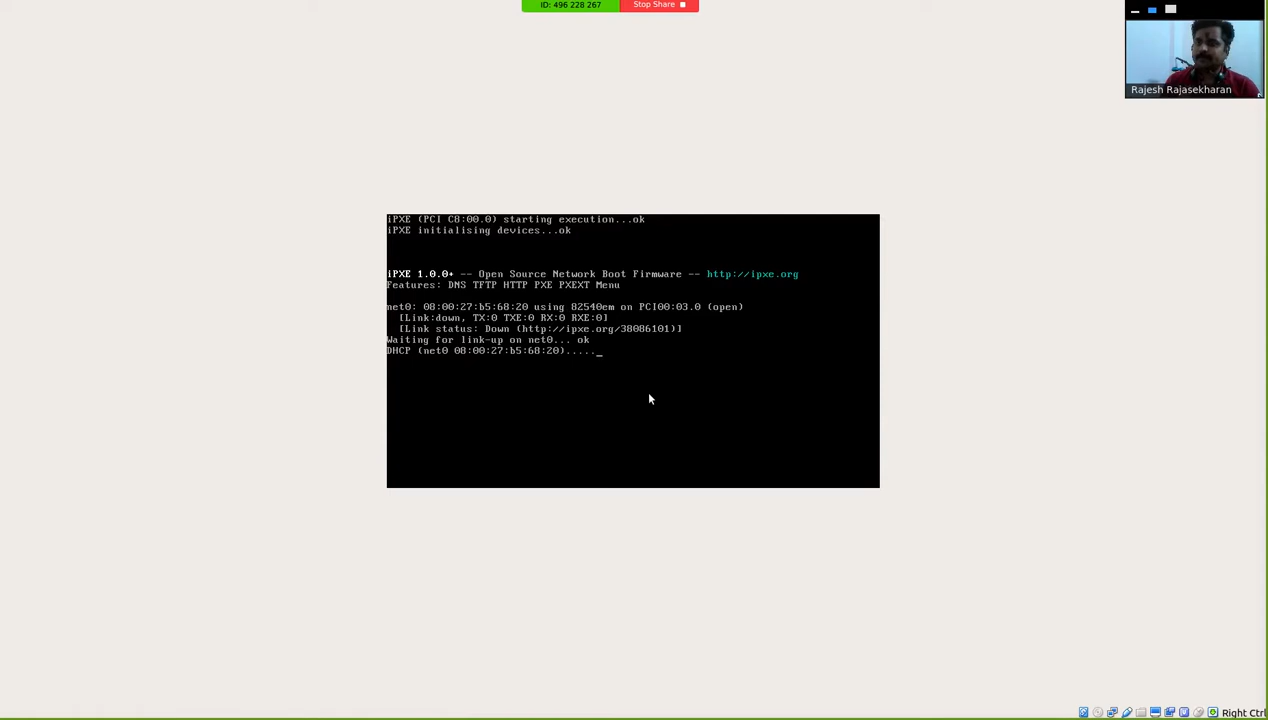 ID: 496 228 267
Stop Share
Rajesh Rajasekharan
iPXE (PCI C8:00.0) starting execution...ok
iPXE initialising devices...ok
iPXE 1.0.0+ -- Open Source Network Boot Firmware -- http://ipxe.org
Features: DNS TFTP HTTP PXE PXEXT Menu
net0: 08:00:27:b5:68:20 using 82540em on PCI00:03.0 (open)
[Link:down, TX:0 TXE:0 RX:0 RXE:0]
[Link status: Down (http://ipxe.org/38086101)]
Waiting for link-up on net0... ok
DHCP (net0 08:00:27:b5:68:20)....._
Right Ctrl